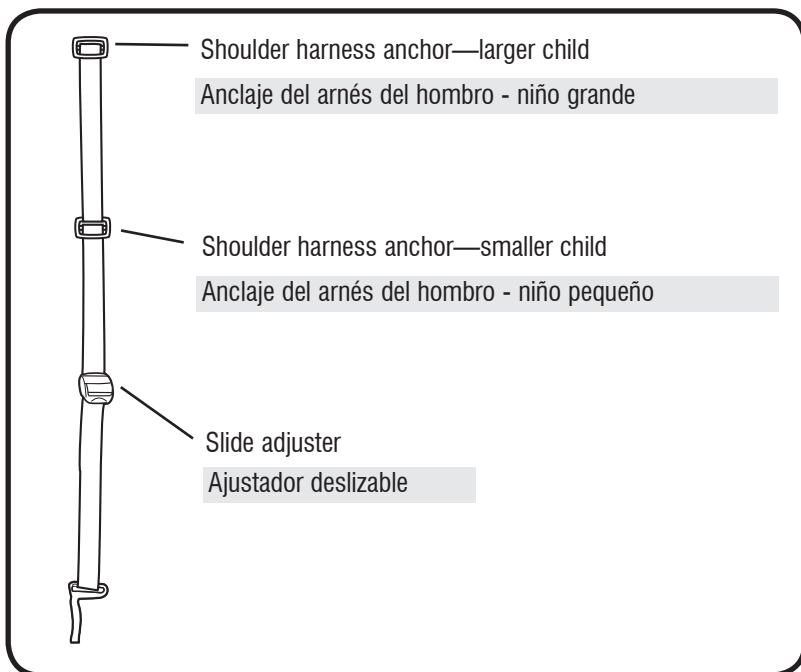 Shoulder harness anchor—larger child
Anclaje del arnés del hombro - niño grande
Shoulder harness anchor—smaller child
Anclaje del arnés del hombro - niño pequeño
Slide adjuster
Ajustador deslizable